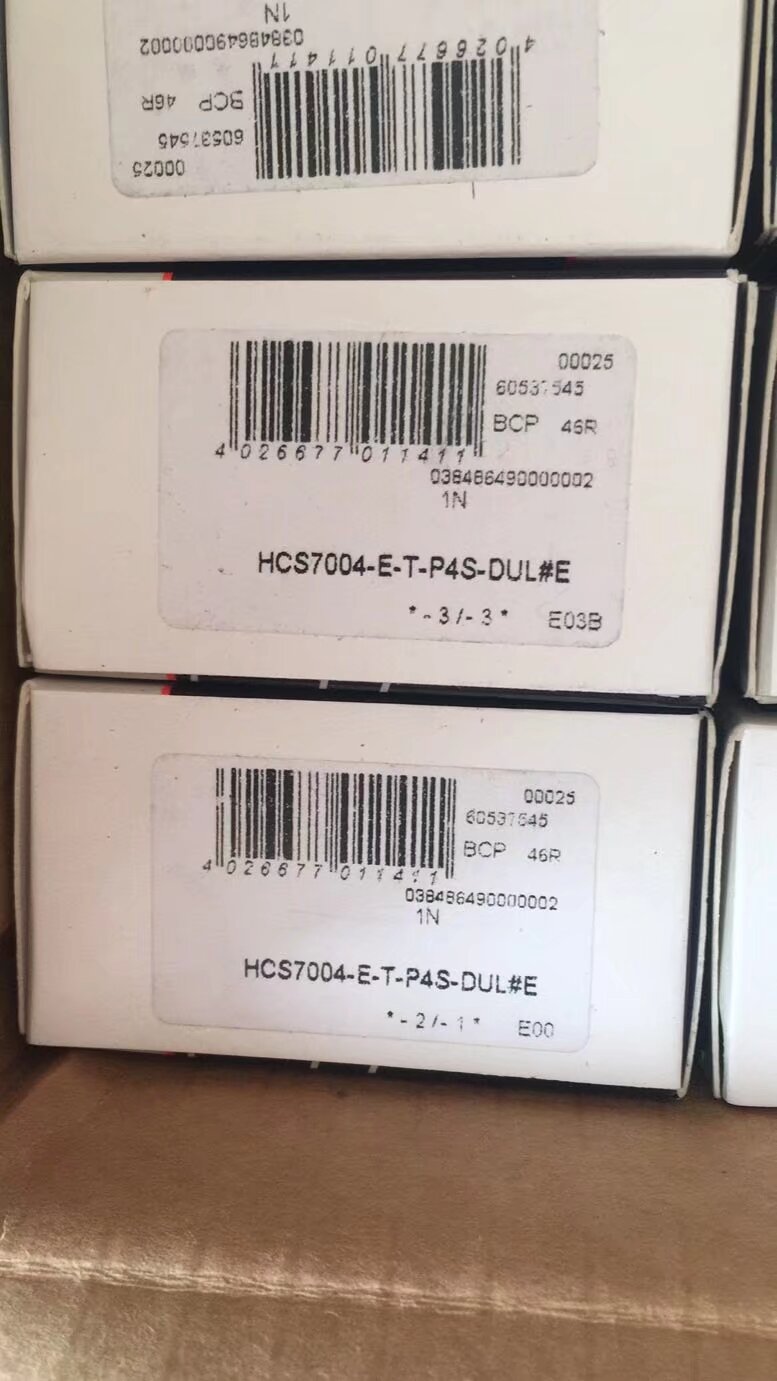 00025
60537545
BCP 46R
4 026677 011411
038486490000002
1N
00025
60537545
BCP 46R
4 026677 011411
038486490000002
1N
HCS7004-E-T-P4S-DUL#E
*-3/-3* E03B
00025
60537545
BCP 46R
4 026677 011411
038486490000002
1N
HCS7004-E-T-P4S-DUL#E
*-2/-1* E00